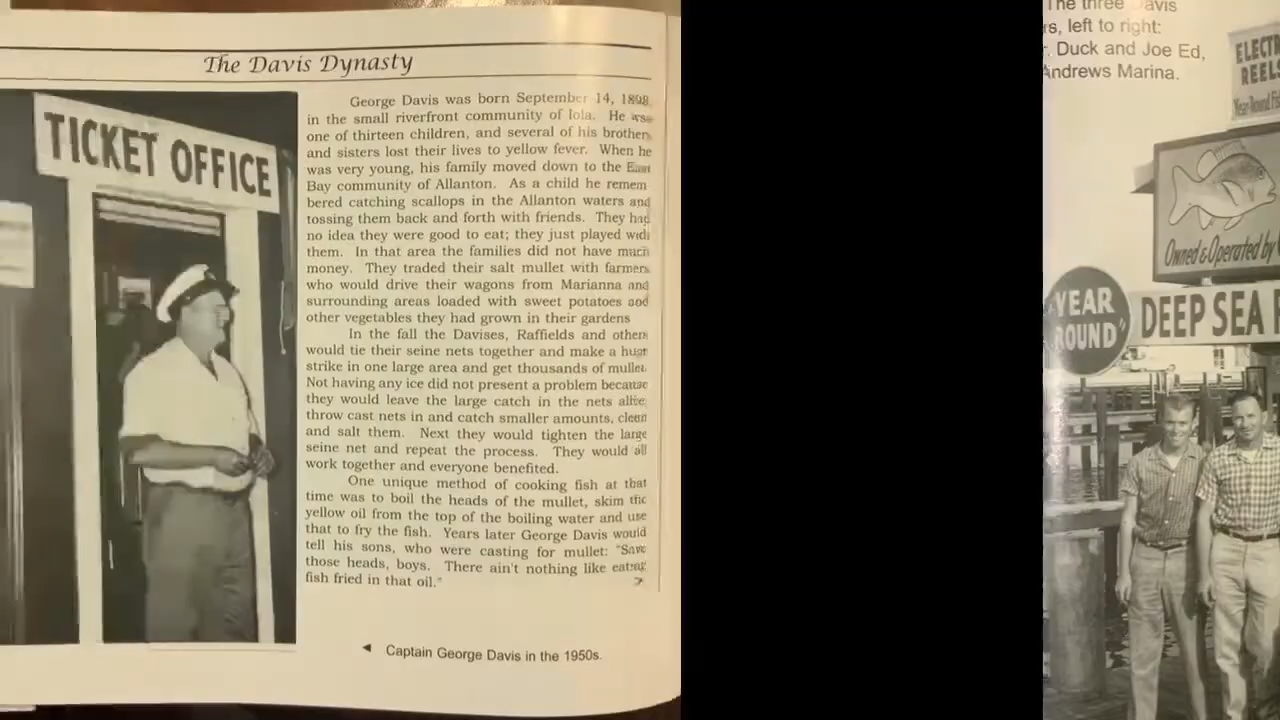 The Davis Dynasty
TICKET OFFICE
George Davis was born September 14, 1898,
in the small riverfront community of Iola. He was
one of thirteen children, and several of his brothers
and sisters lost their lives to yellow fever. When he
was very young, his family moved down to the East
Bay community of Allanton. As a child he remem-
bered catching scallops in the Allanton waters and
tossing them back and forth with friends. They had
no idea they were good to eat; they just played with
them. In that area the families did not have much
money. They traded their salt mullet with farmers
who would drive their wagons from Marianna and
surrounding areas loaded with sweet potatoes and
other vegetables they had grown in their gardens
In the fall the Davises, Raffields and others
would tie their seine nets together and make a huge
strike in one large area and get thousands of mullet.
Not having any ice did not present a problem because
they would leave the large catch in the nets alive,
throw cast nets in and catch smaller amounts, clean
and salt them. Next they would tighten the large
seine net and repeat the process. They would all
work together and everyone benefited.
One unique method of cooking fish at that
time was to boil the heads of the mullet, skim the
yellow oil from the top of the boiling water and use
that to fry the fish. Years later George Davis would
tell his sons, who were casting for mullet: "Save
those heads, boys. There ain't nothing like eating
fish fried in that oil."
◄ Captain George Davis in the 1950s.
The three Davis
rs, left to right:
r. Duck and Joe Ed,
Andrews Marina.
ELECTR
REELS
Year-Round Fi
Owned & Operated by
"YEAR
ROUND"
DEEP SEA F